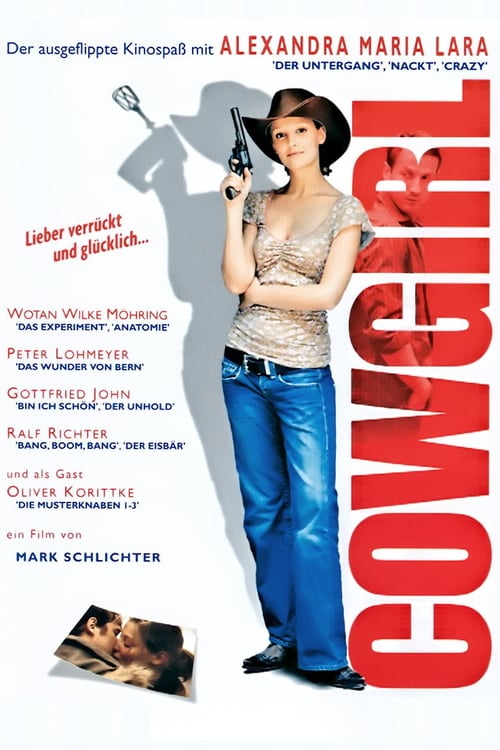 Der ausgeflippte Kinospaß mit ALEXANDRA MARIA LARA
'DER UNTERGANG', 'NACKT', 'CRAZY'
Lieber verrückt
und glücklich...
WOTAN WILKE MÖHRING
'DAS EXPERIMENT', 'ANATOMIE'
PETER LOHMEYER
'DAS WUNDER VON BERN'
GOTTFRIED JOHN
'BIN ICH SCHÖN', 'DER UNHOLD'
RALF RICHTER
'BANG, BOOM, BANG', 'DER EISBÄR'
und als Gast
OLIVER KORITTKE
'DIE MUSTERKNABEN 1-3'
ein Film von
MARK SCHLICHTER
COWGIRL